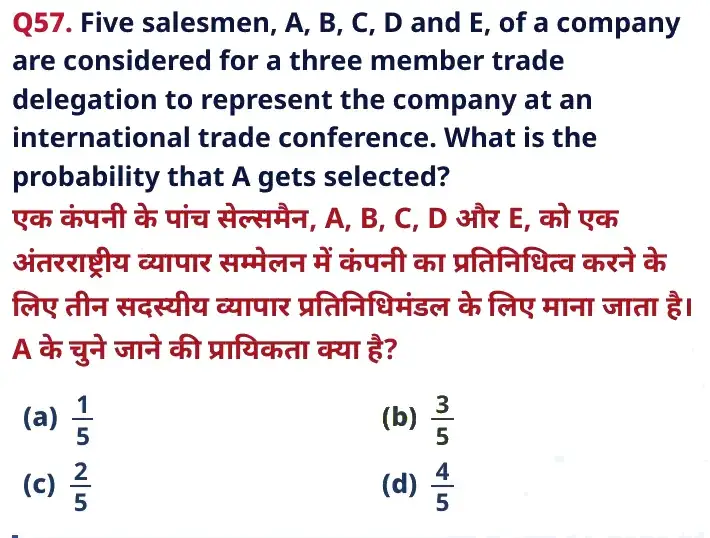 Q57. Five salesmen, A, B, C, D and E, of a company
are considered for a three member trade
delegation to represent the company at an
international trade conference. What is the
probability that A gets selected?
एक कंपनी के पांच सेल्समैन, A, B, C, D और E, को एक
अंतरराष्ट्रीय व्यापार सम्मेलन में कंपनी का प्रतिनिधित्व करने के
लिए तीन सदस्यीय व्यापार प्रतिनिधिमंडल के लिए माना जाता है।
A के चुने जाने की प्रायिकता क्या है?
(a) 1/5 (b) 3/5
(c) 2/5 (d) 4/5